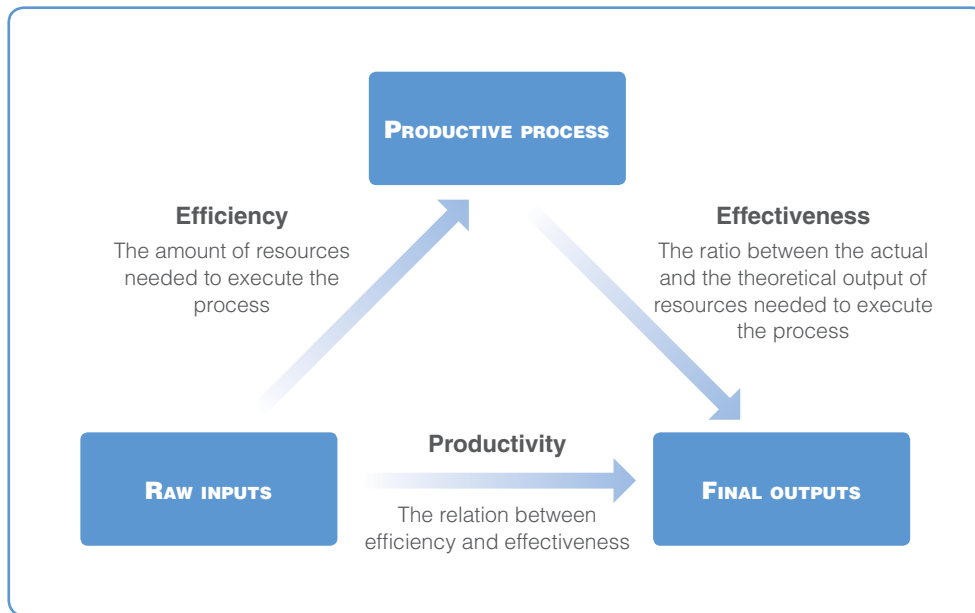 PRODUCTIVE PROCESS
Efficiency
The amount of resources
needed to execute the
process
Effectiveness
The ratio between the actual
and the theoretical output of
resources needed to execute
the process
RAW INPUTS
Productivity
The relation between
efficiency and effectiveness
FINAL OUTPUTS